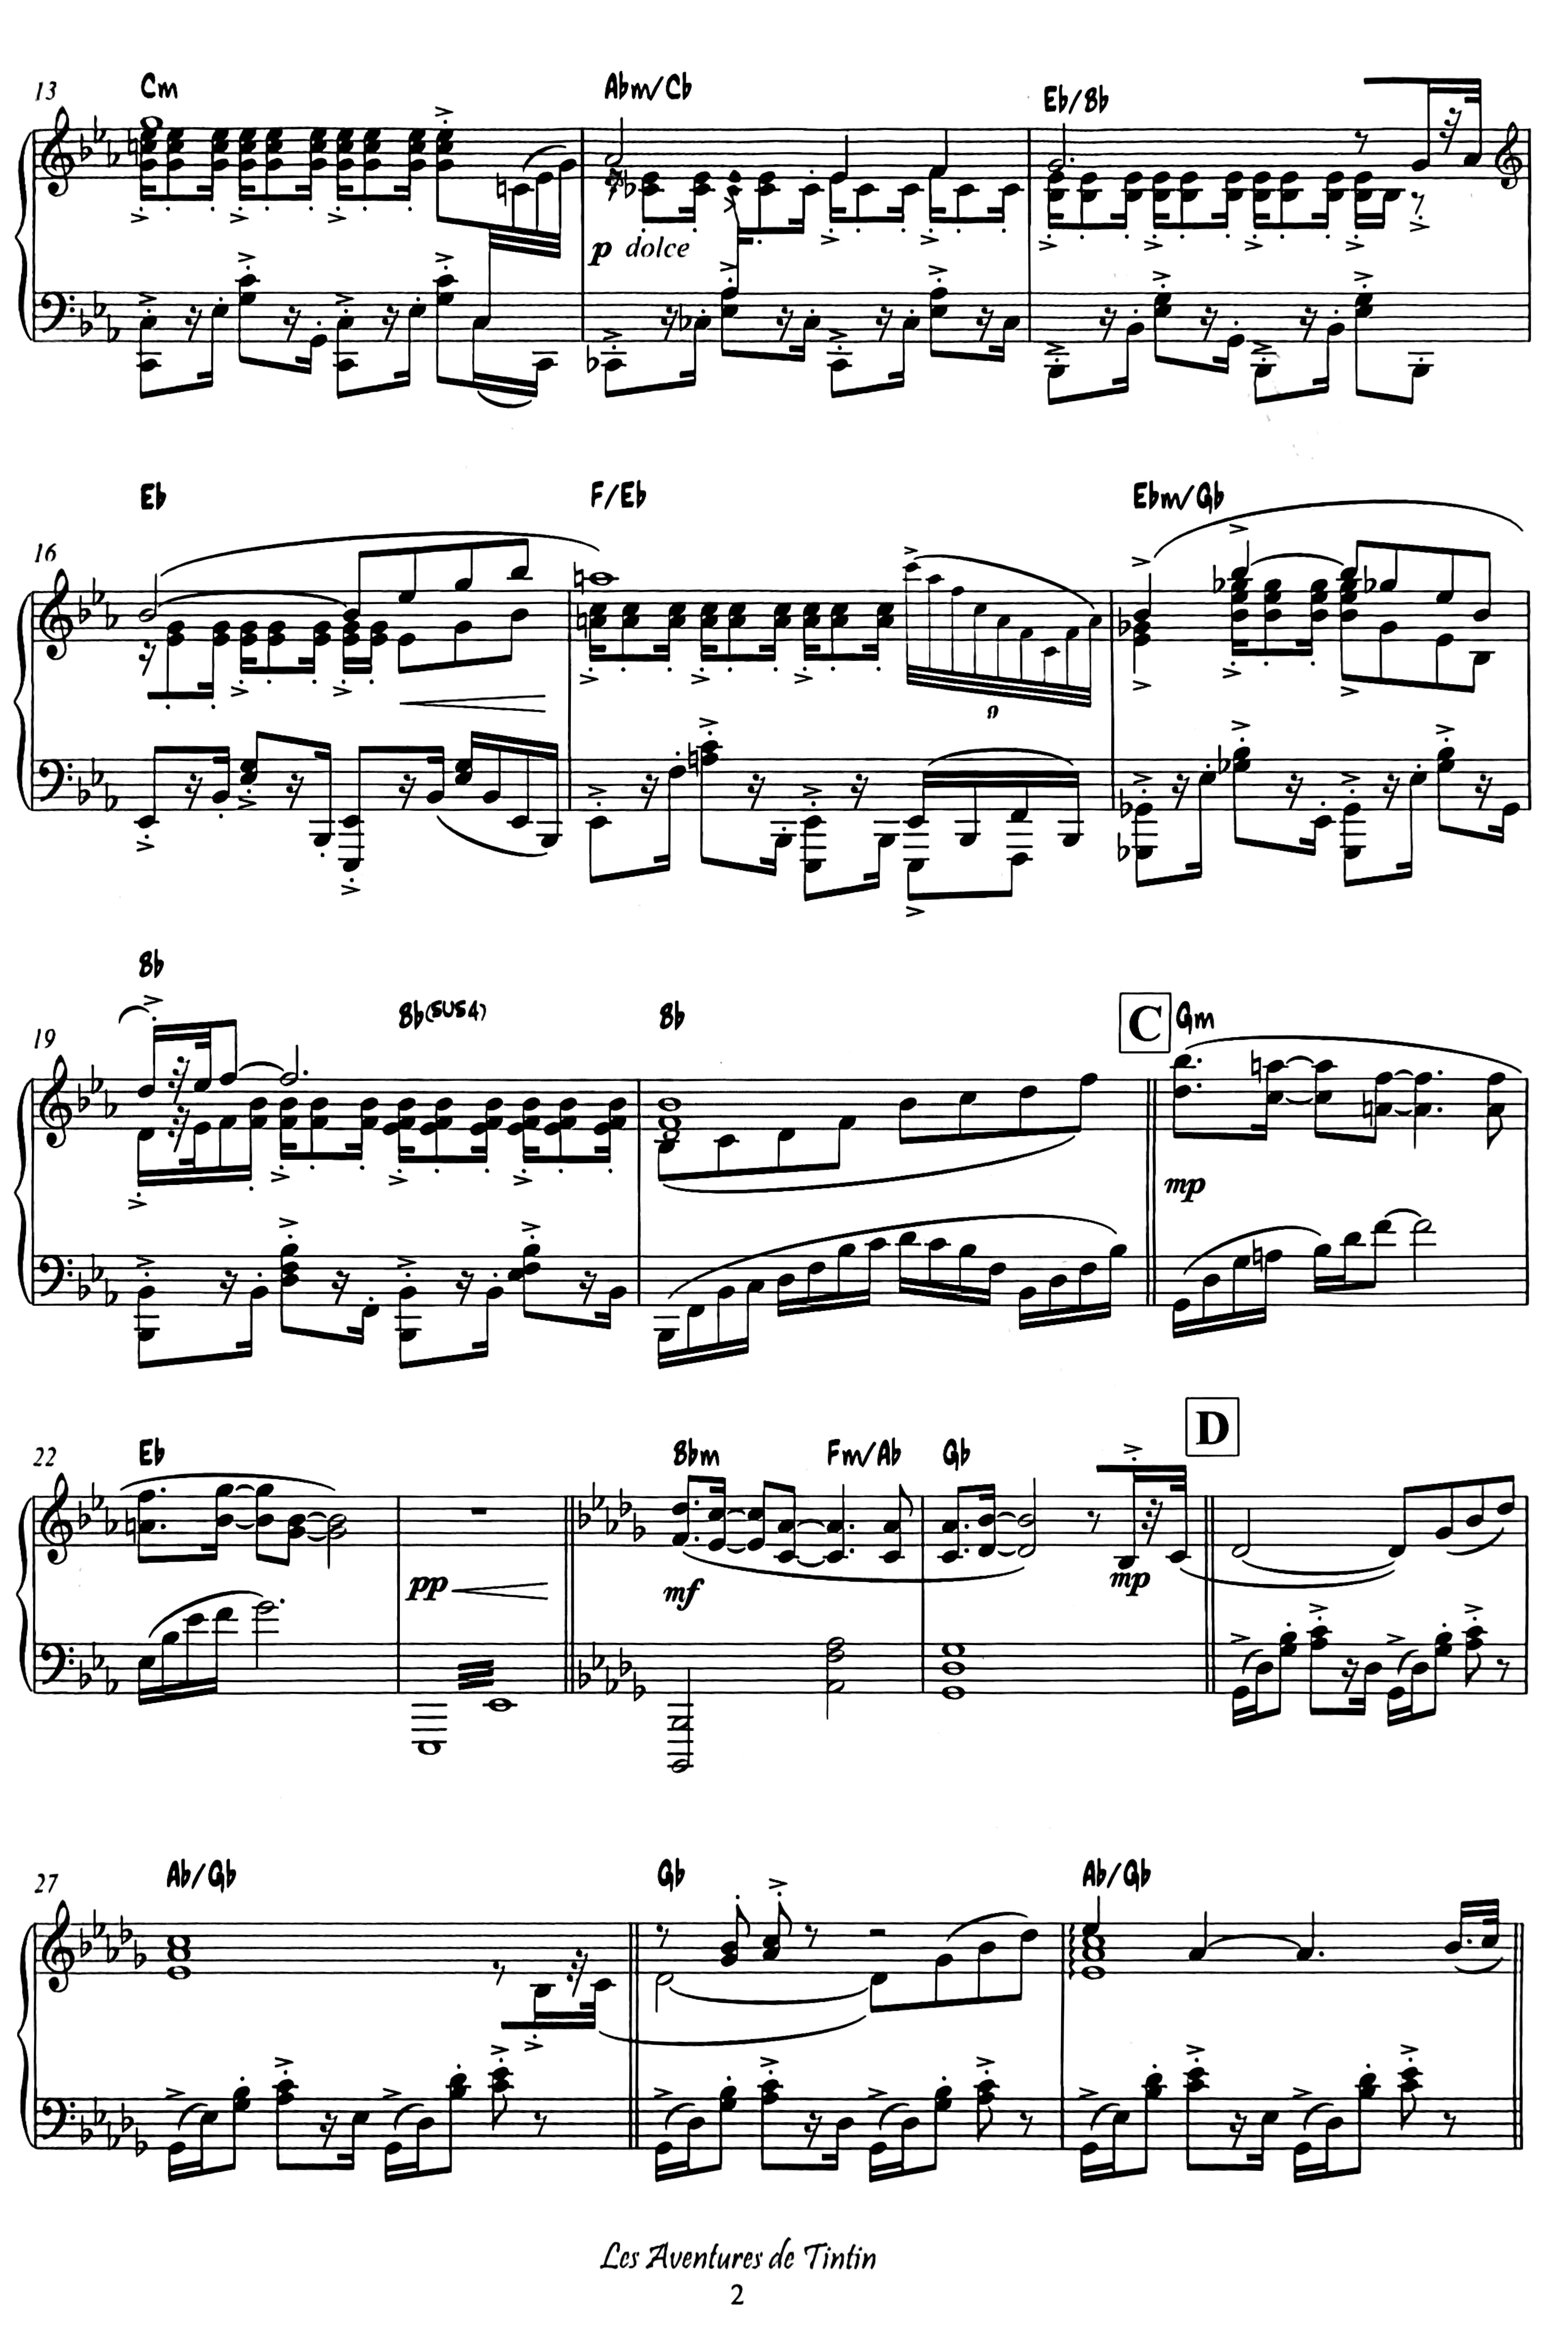 13 Cm Abm/Cb Eb/Bb
p dolce
16 Eb F/Eb Ebm/Gb
n
19 Bb Bb(SUS4) Bb C Gm
mp
22 Eb Bbm Fm/Ab Gb D
pp mf mp
27 Ab/Gb Gb Ab/Gb
Les Aventures de Tintin
2